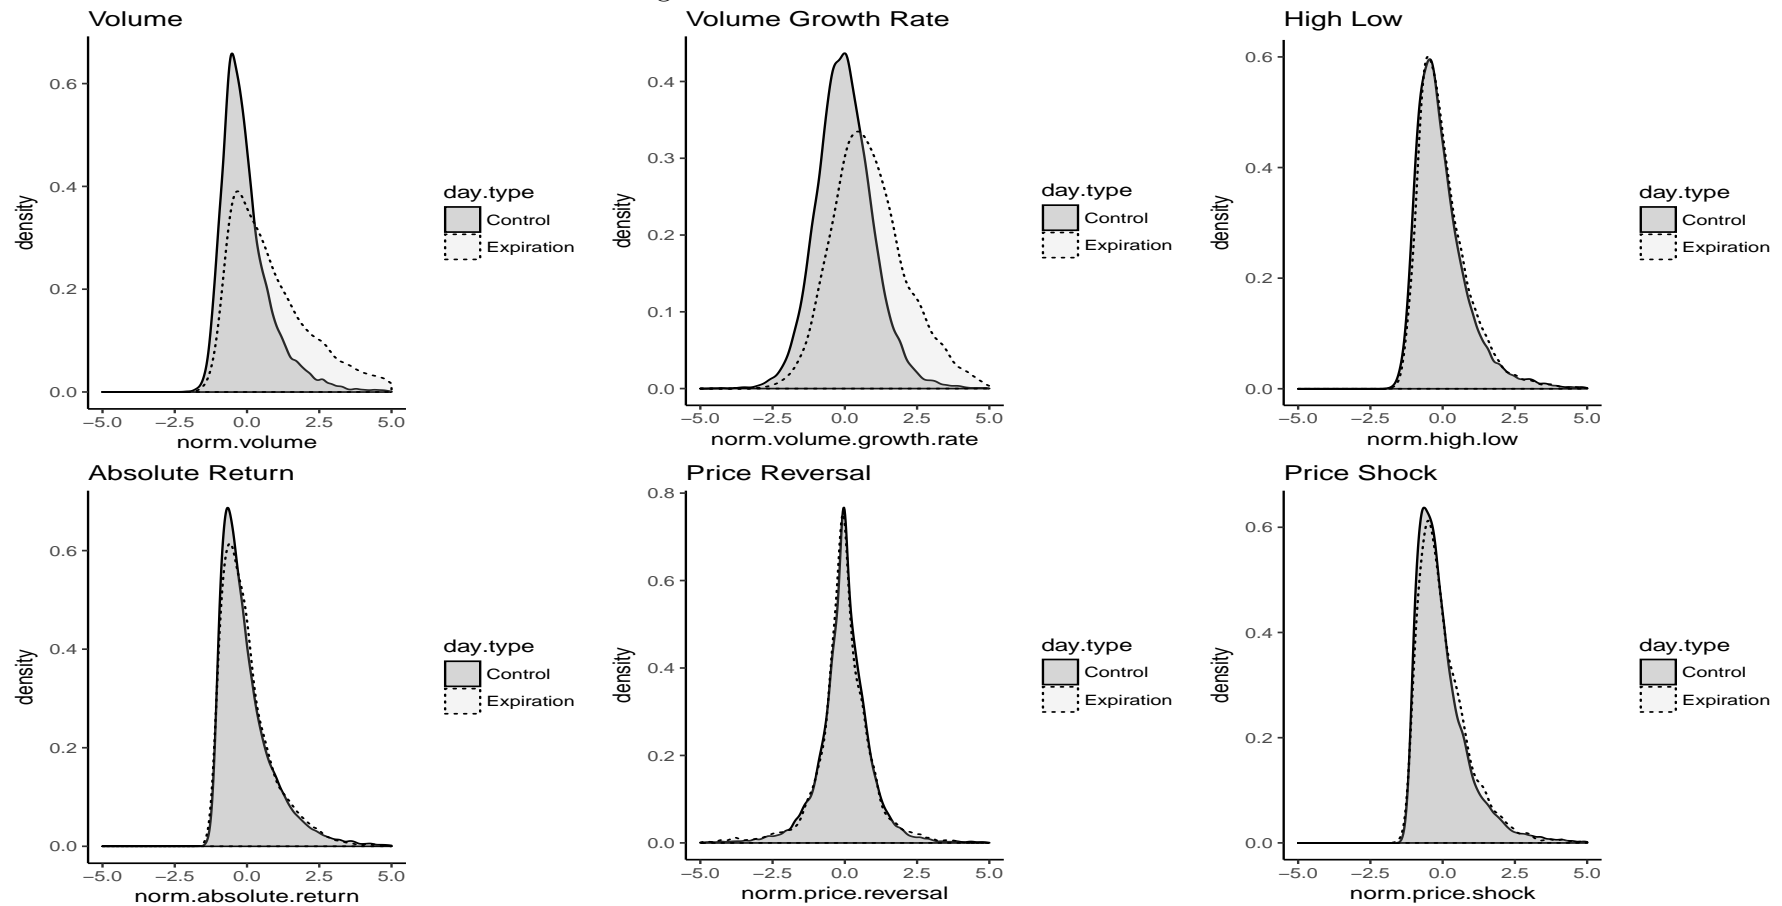 Volume
0.6
0.4
0.2
0.0
density
−5.0 −2.5 0.0 2.5 5.0
norm.volume
day.type
Control
Expiration
Volume Growth Rate
0.4
0.3
0.2
0.1
0.0
density
−5.0 −2.5 0.0 2.5 5.0
norm.volume.growth.rate
day.type
Control
Expiration
High Low
0.6
0.4
0.2
0.0
density
−5.0 −2.5 0.0 2.5 5.0
norm.high.low
day.type
Control
Expiration
Absolute Return
0.6
0.4
0.2
0.0
density
−5.0 −2.5 0.0 2.5 5.0
norm.absolute.return
day.type
Control
Expiration
Price Reversal
0.8
0.6
0.4
0.2
0.0
density
−5.0 −2.5 0.0 2.5 5.0
norm.price.reversal
day.type
Control
Expiration
Price Shock
0.6
0.4
0.2
0.0
density
−5.0 −2.5 0.0 2.5 5.0
norm.price.shock
day.type
Control
Expiration